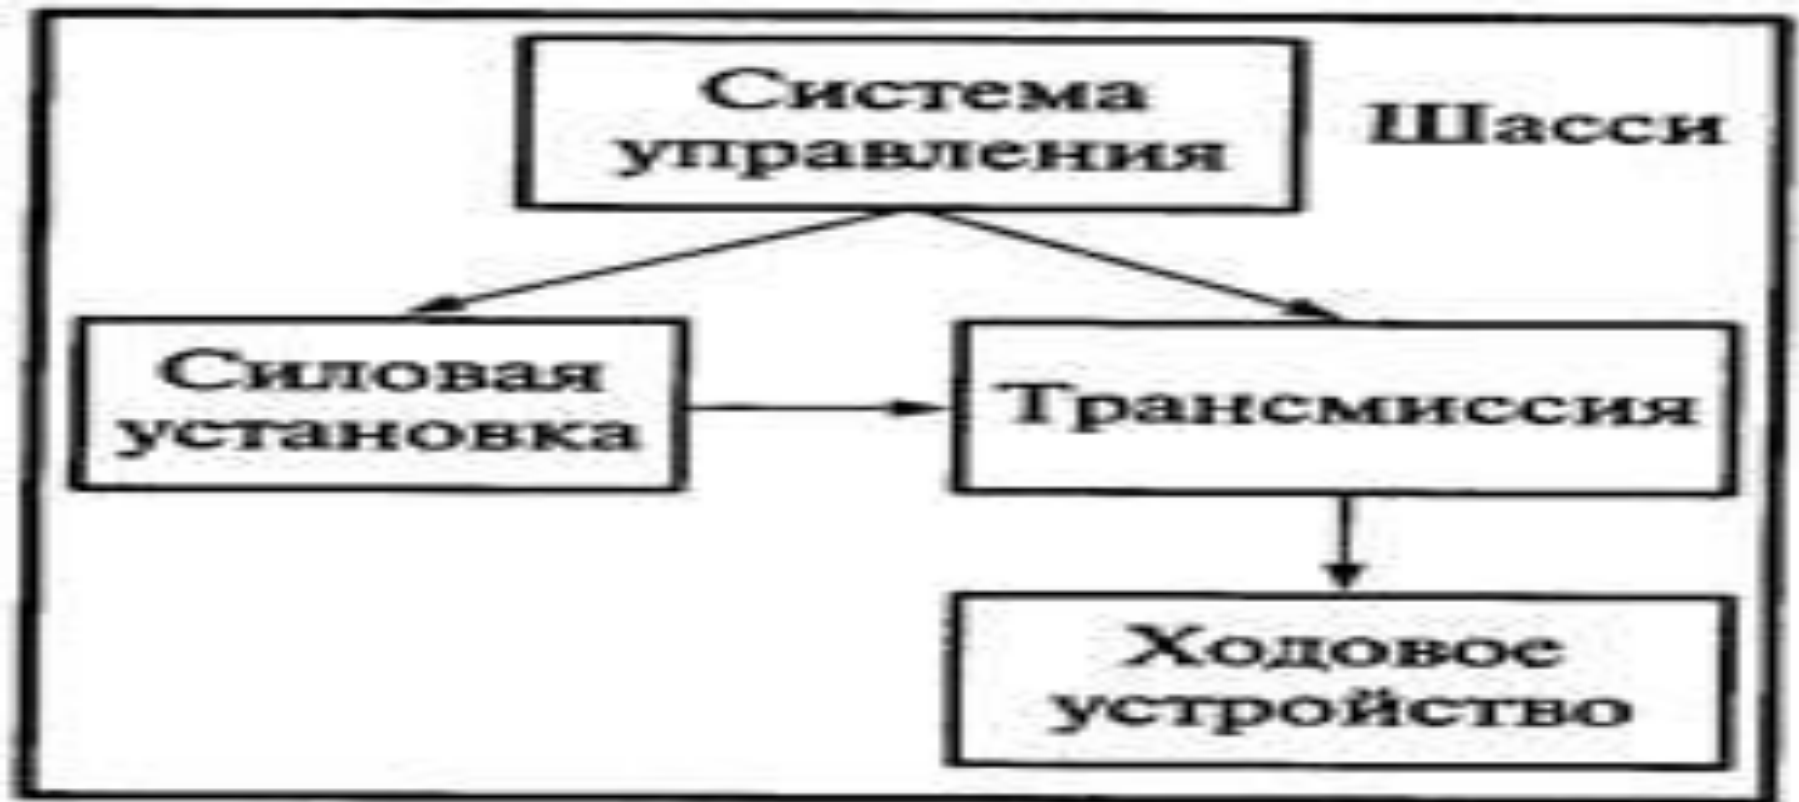 Система
управления
Шасси
Силовая
установка
Трансмиссия
Ходовое
устройство